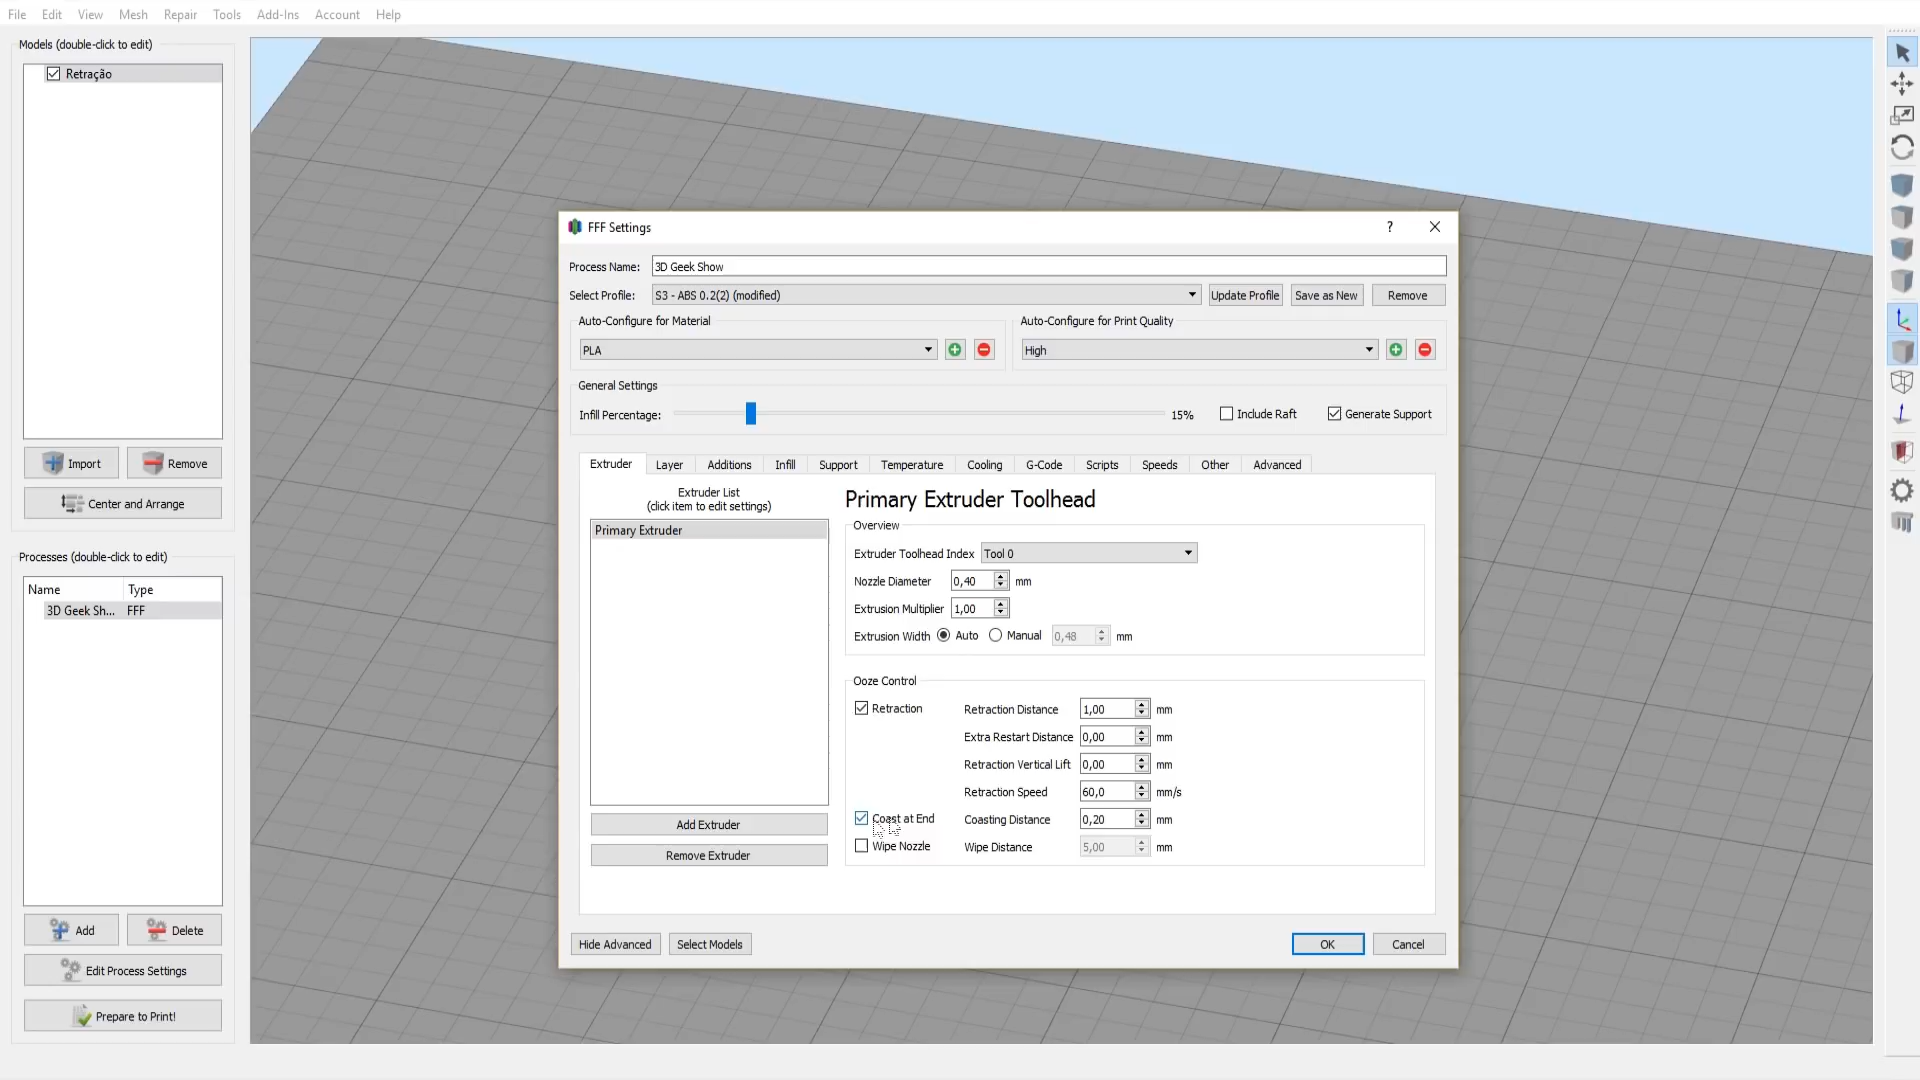 File Edit View Mesh Repair Tools Add-Ins Account Help
Models (double-click to edit)
Retração
Import Remove
Center and Arrange
Processes (double-click to edit)
Name Type
3D Geek Sh... FFF
Add Delete
Edit Process Settings
Prepare to Print!
FFF Settings ?
Process Name: 3D Geek Show
Select Profile: S3 - ABS 0.2(2) (modified) Update Profile Save as New Remove
Auto-Configure for Material Auto-Configure for Print Quality
PLA High
General Settings
Infill Percentage: 15% Include Raft Generate Support
Extruder Layer Additions Infill Support Temperature Cooling G-Code Scripts Speeds Other Advanced
Extruder List
(click item to edit settings)
Primary Extruder
Add Extruder
Remove Extruder
Primary Extruder Toolhead
Overview
Extruder Toolhead Index Tool 0
Nozzle Diameter 0,40 mm
Extrusion Multiplier 1,00
Extrusion Width Auto Manual 0,48 mm
Ooze Control
Retraction Retraction Distance 1,00 mm
Extra Restart Distance 0,00 mm
Retraction Vertical Lift 0,00 mm
Retraction Speed 60,0 mm/s
Coast at End Coasting Distance 0,20 mm
Wipe Nozzle Wipe Distance 5,00 mm
Hide Advanced Select Models OK Cancel